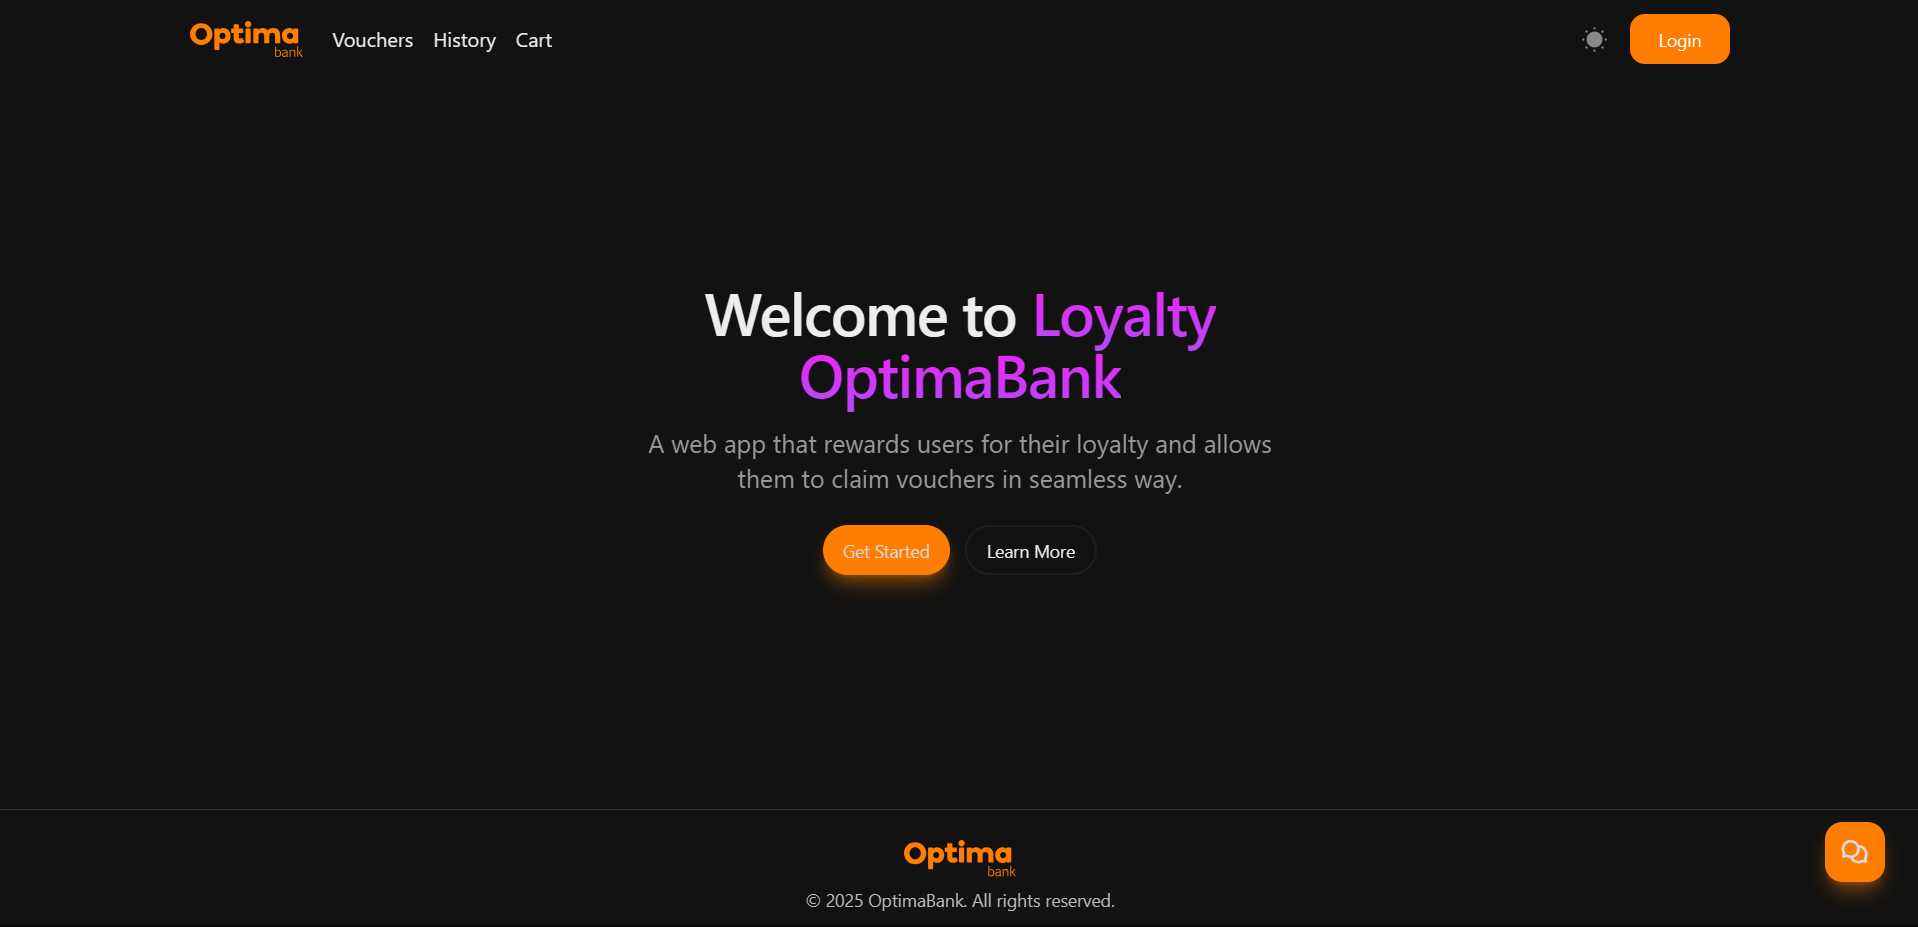 Optima
bank
Vouchers History Cart
Login
Welcome to Loyalty
OptimaBank
A web app that rewards users for their loyalty and allows
them to claim vouchers in seamless way.
Get Started
Learn More
Optima
bank
© 2025 OptimaBank. All rights reserved.